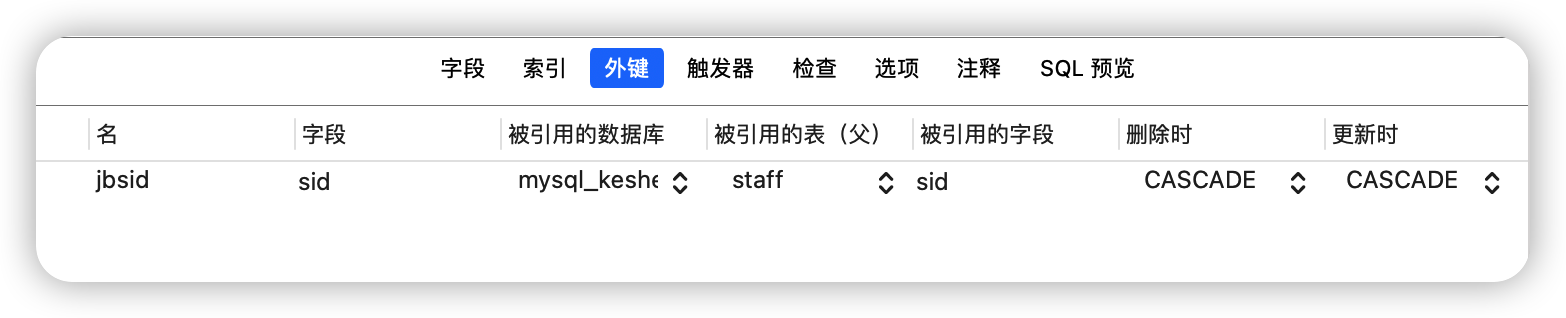 字段 索引 外键 触发器 检查 选项 注释 SQL 预览
名 字段 被引用的数据库 被引用的表（父） 被引用的字段 删除时 更新时
jbsid sid mysql_keshe staff sid CASCADE CASCADE